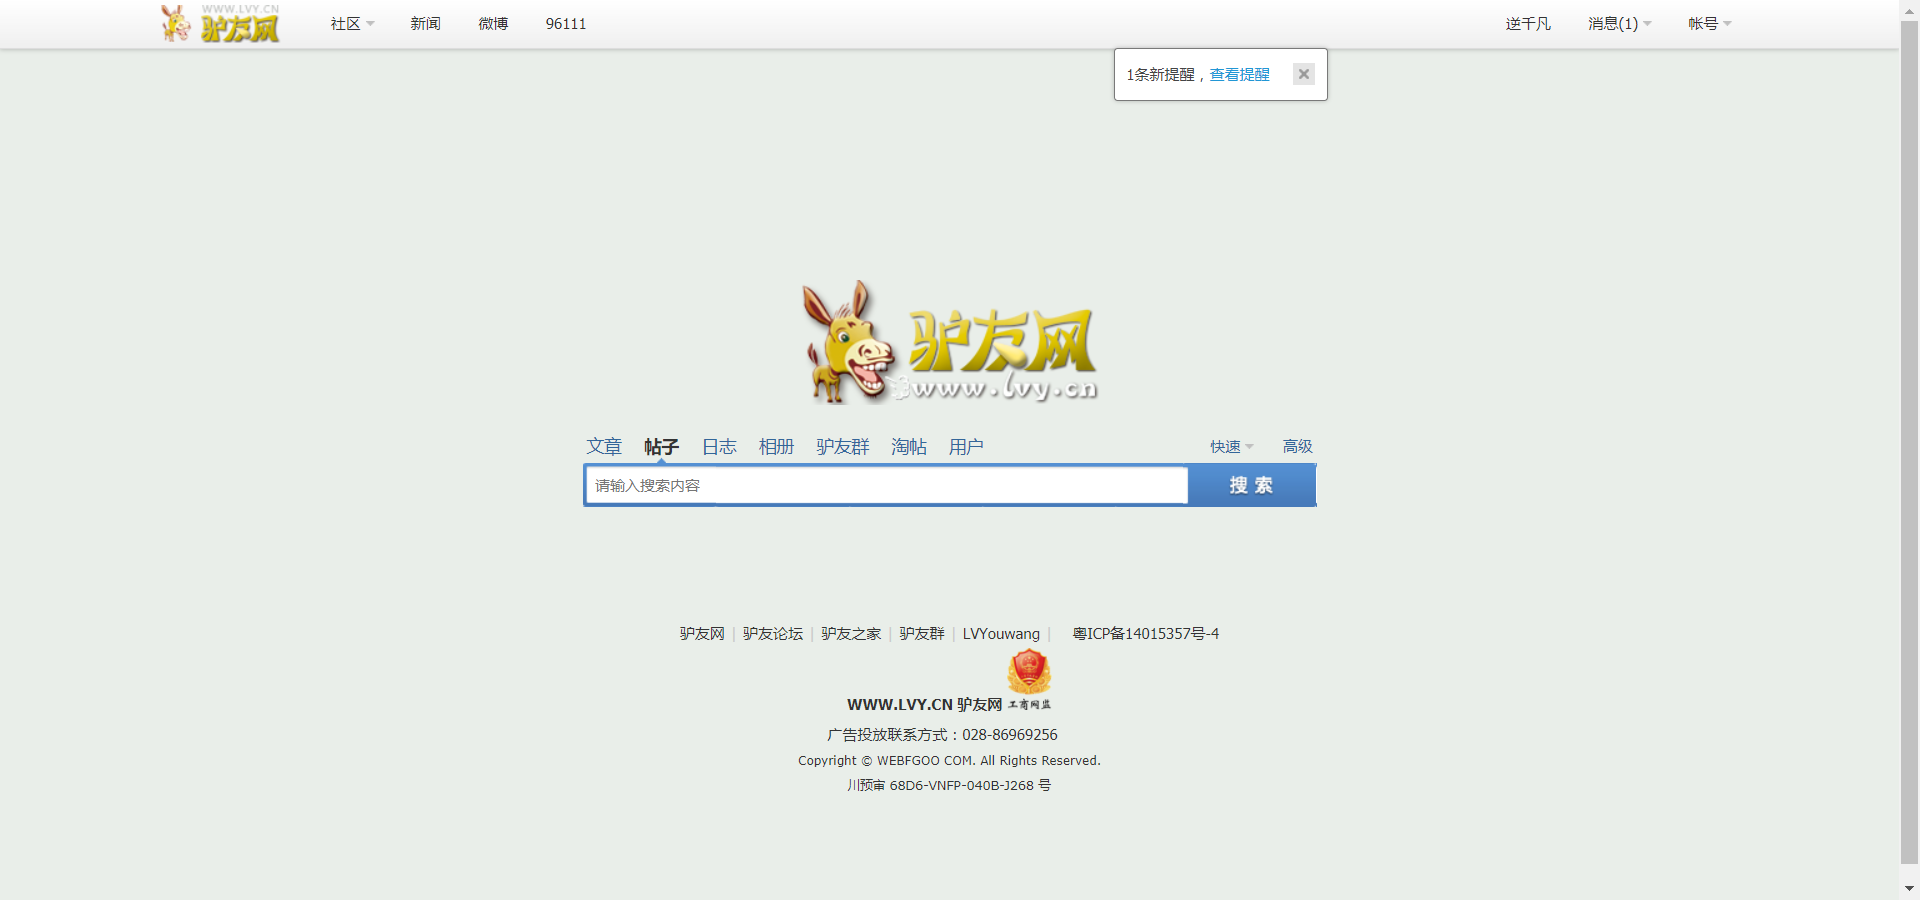 WWW.LVY.CN
驴友网
社区 新闻 微博 96111 逆千凡 消息(1) 帐号
1条新提醒，查看提醒
驴友网
www.lvy.cn
文章 帖子 日志 相册 驴友群 淘帖 用户 快速 高级
请输入搜索内容 搜 索
驴友网 | 驴友论坛 | 驴友之家 | 驴友群 | LVYouwang | 粤ICP备14015357号-4
WWW.LVY.CN 驴友网 工商网监
广告投放联系方式：028-86969256
Copyright © WEBFGOO COM. All Rights Reserved.
川预审 68D6-VNFP-040B-J268 号